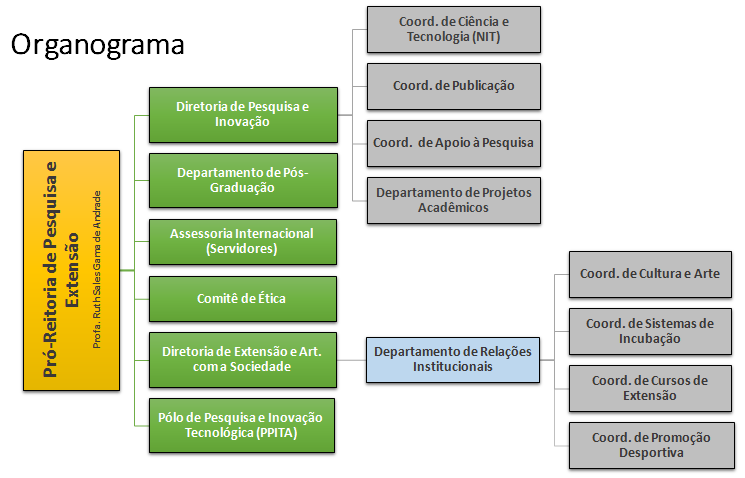 Organograma
Pró-Reitoria de Pesquisa e
Extensão
Profa. Ruth Sales Gama de Andrade
Diretoria de Pesquisa e
Inovação
Departamento de Pós-
Graduação
Assessoria Internacional
(Servidores)
Comitê de Ética
Diretoria de Extensão e Art.
com a Sociedade
Pólo de Pesquisa e Inovação
Tecnológica (PPITA)
Coord. de Ciência e
Tecnologia (NIT)
Coord. de Publicação
Coord. de Apoio à Pesquisa
Departamento de Projetos
Acadêmicos
Departamento de Relações
Institucionais
Coord. de Cultura e Arte
Coord. de Sistemas de
Incubação
Coord. de Cursos de
Extensão
Coord. de Promoção
Desportiva